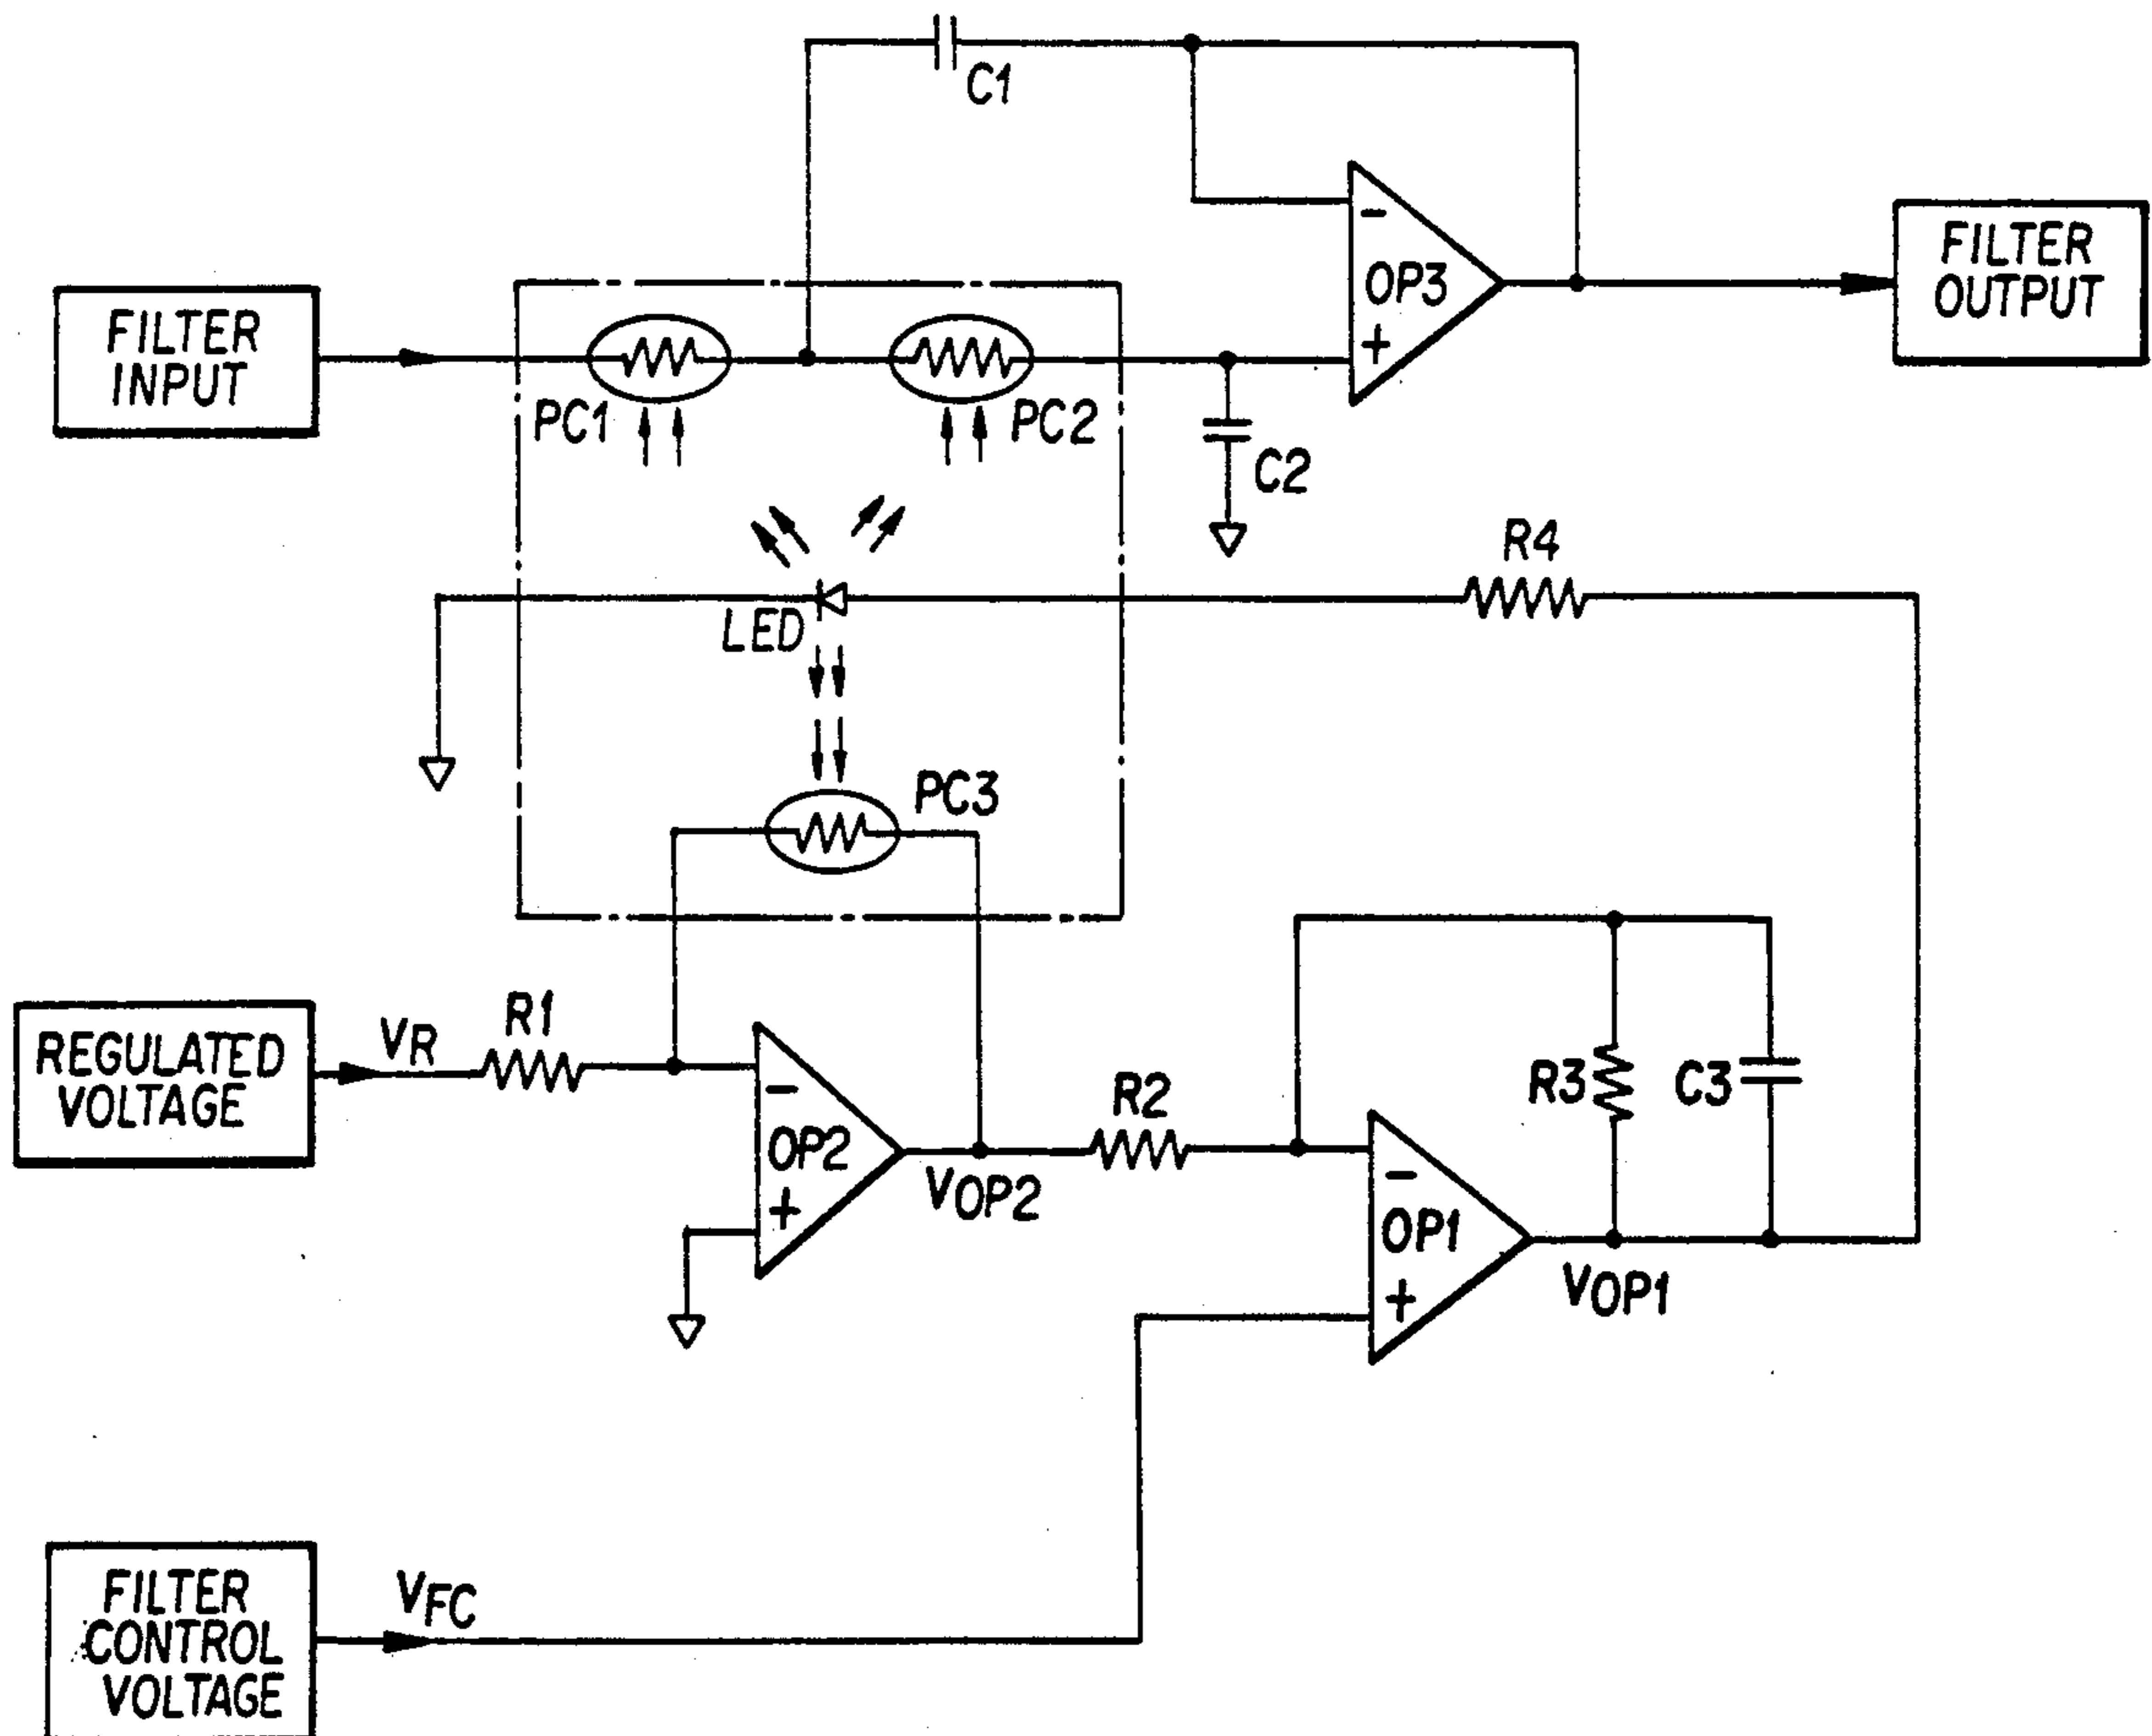 C1
FILTER
INPUT
PC1
PC2
-
OP3
+
FILTER
OUTPUT
C2
R4
LED
PC3
REGULATED
VOLTAGE
VR
R1
-
OP2
+
VOP2
R2
R3
C3
-
OP1
+
VOP1
FILTER
CONTROL
VOLTAGE
VFC